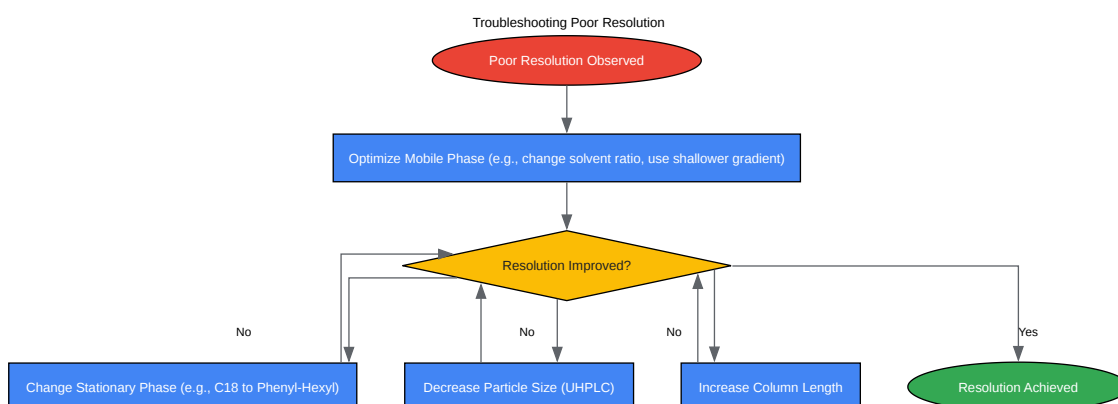 Troubleshooting Poor Resolution
Poor Resolution Observed
Optimize Mobile Phase (e.g., change solvent ratio, use shallower gradient)
Resolution Improved?
No
No
No
Yes
Change Stationary Phase (e.g., C18 to Phenyl-Hexyl)
Decrease Particle Size (UHPLC)
Increase Column Length
Resolution Achieved